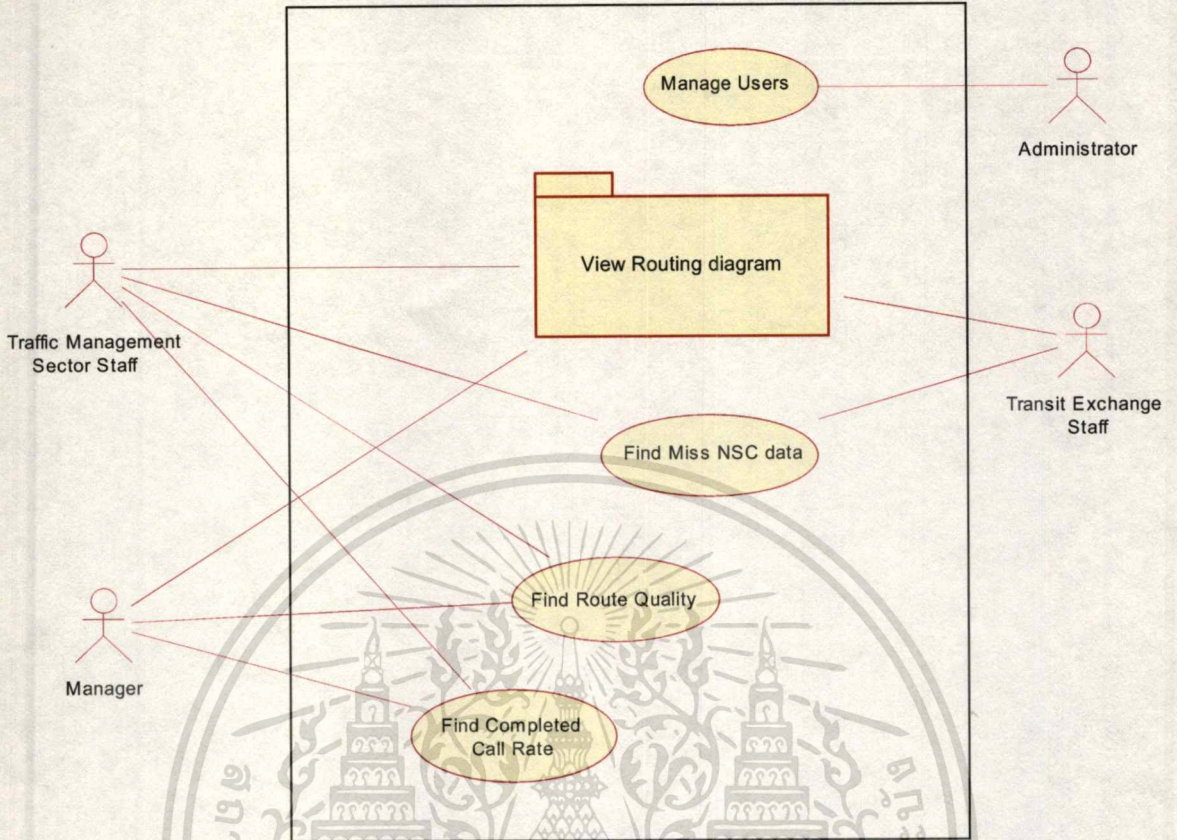 Manage Users
Administrator
View Routing diagram
Traffic Management
Sector Staff
Transit Exchange
Staff
Find Miss NSC data
Find Route Quality
Manager
Find Completed
Call Rate